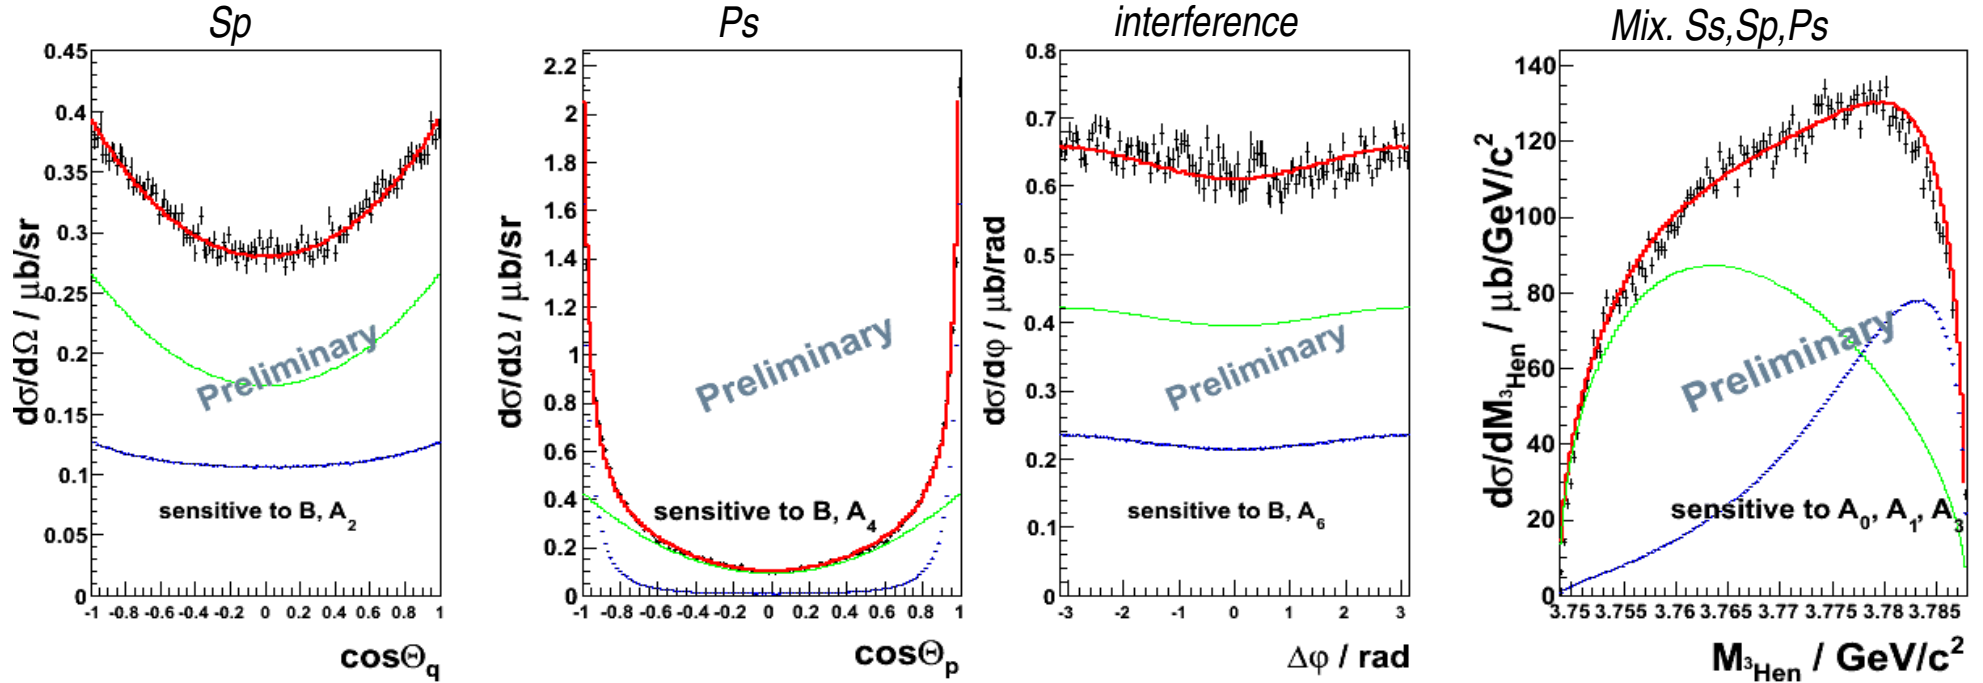 Sp
0.45
0.4
0.35
0.3
0.25
0.2
0.15
0.1
0.05
0
dσ/dΩ / μb/sr
Preliminary
sensitive to B, A₂
-1 -0.8 -0.6 -0.4 -0.2 0 0.2 0.4 0.6 0.8 1
cosΘq
Ps
2.2
2
1.8
1.6
1.4
1.2
1
0.8
0.6
0.4
0.2
0
dσ/dΩ / μb/sr
Preliminary
sensitive to B, A₄
-1 -0.8 -0.6 -0.4 -0.2 0 0.2 0.4 0.6 0.8 1
cosΘp
interference
0.8
0.7
0.6
0.5
0.4
0.3
0.2
0.1
0
dσ/dφ / μb/rad
Preliminary
sensitive to B, A₆
-3 -2 -1 0 1 2 3
Δφ / rad
Mix. Ss,Sp,Ps
140
120
100
80
60
40
20
0
dσ/dM³Hen / μb/GeV/c²
Preliminary
sensitive to A₀, A₁, A₃
3.75 3.755 3.76 3.765 3.77 3.775 3.78 3.785
M³Hen / GeV/c²